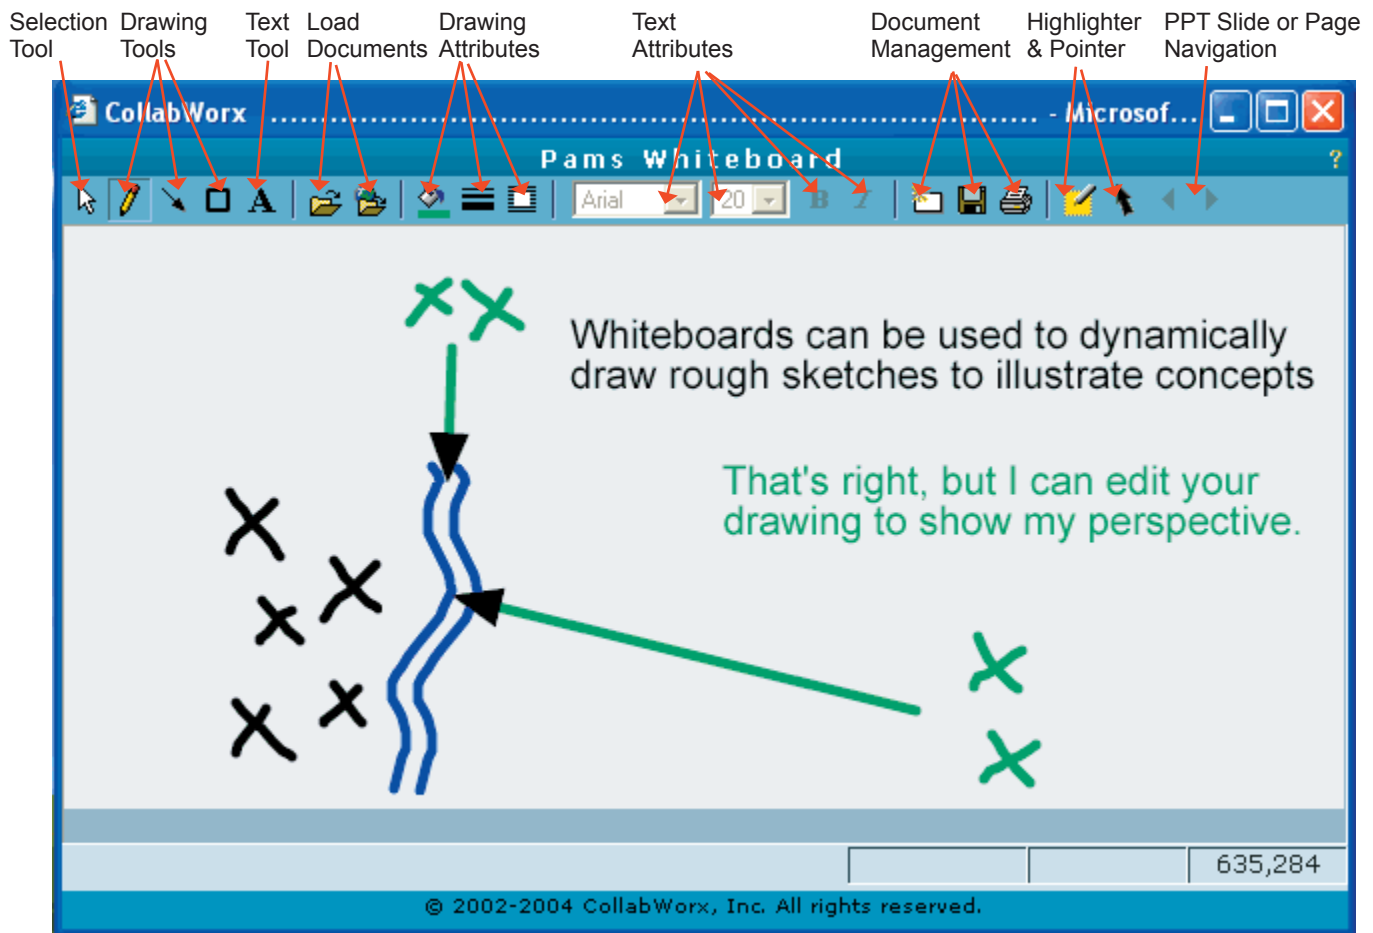 Selection Drawing Text Load Drawing Text Document Highlighter PPT Slide or Page
Tool Tools Tool Documents Attributes Attributes Management & Pointer Navigation
CollabWorx ........................................................................ - Microsof...
Pams Whiteboard ?
A Arial 20 B I
Whiteboards can be used to dynamically
draw rough sketches to illustrate concepts
That's right, but I can edit your
drawing to show my perspective.
635,284
© 2002-2004 CollabWorx, Inc. All rights reserved.